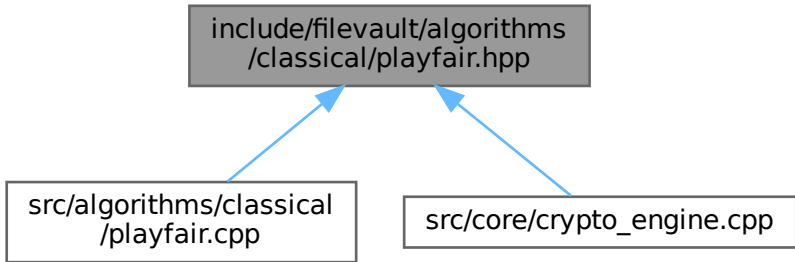 include/filevault/algorithms
/classical/playfair.hpp
src/algorithms/classical
/playfair.cpp
src/core/crypto_engine.cpp